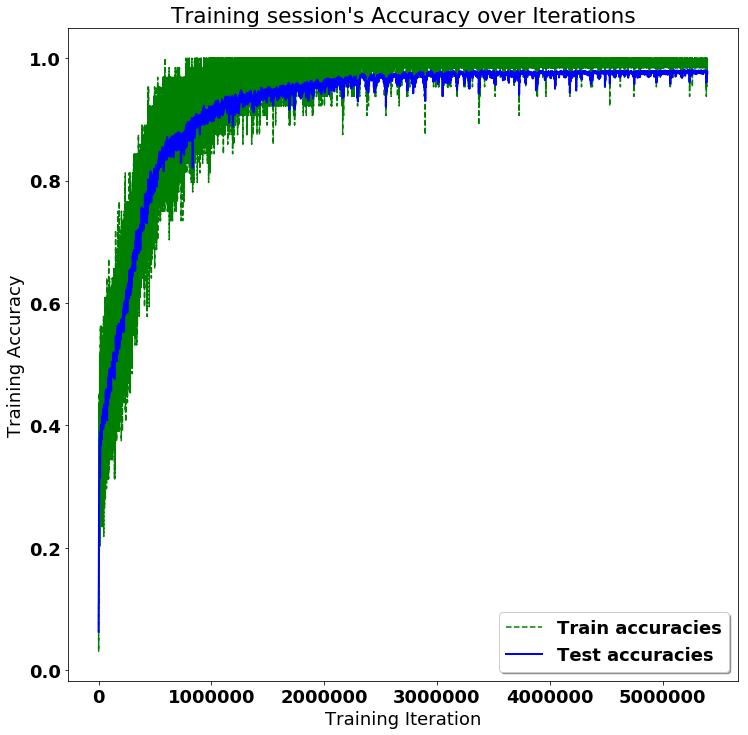 Training session's Accuracy over Iterations
1.0
0.8
0.6
0.4
0.2
0.0
Training Accuracy
Train accuracies
Test accuracies
0 1000000 2000000 3000000 4000000 5000000
Training Iteration